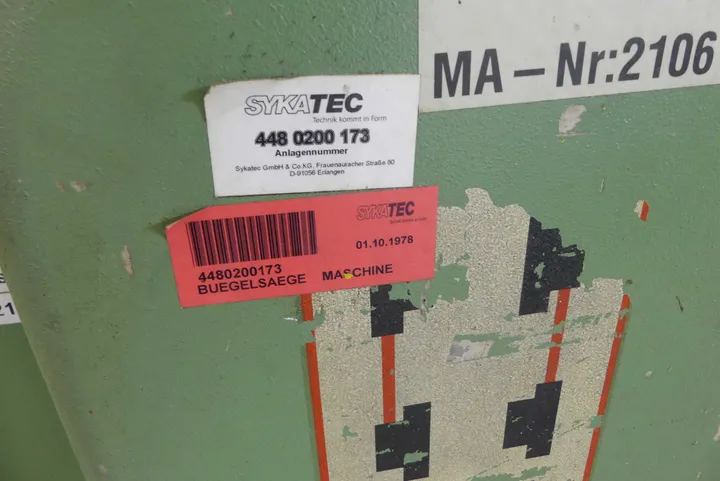 MA – Nr:2106
SYKATEC
Technik kommt in Form
448 0200 173
Anlagennummer
Sykatec GmbH & Co.KG, Frauenauracher Straße 80
D-91056 Erlangen
SYKATEC
01.10.1978
4480200173
BUEGELSAEGE MASCHINE
21